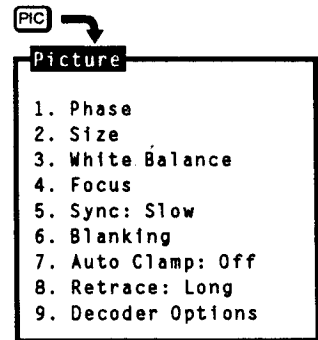 PIC
Picture
1. Phase
2. Size
3. White Balance
4. Focus
5. Sync: Slow
6. Blanking
7. Auto Clamp: Off
8. Retrace: Long
9. Decoder Options